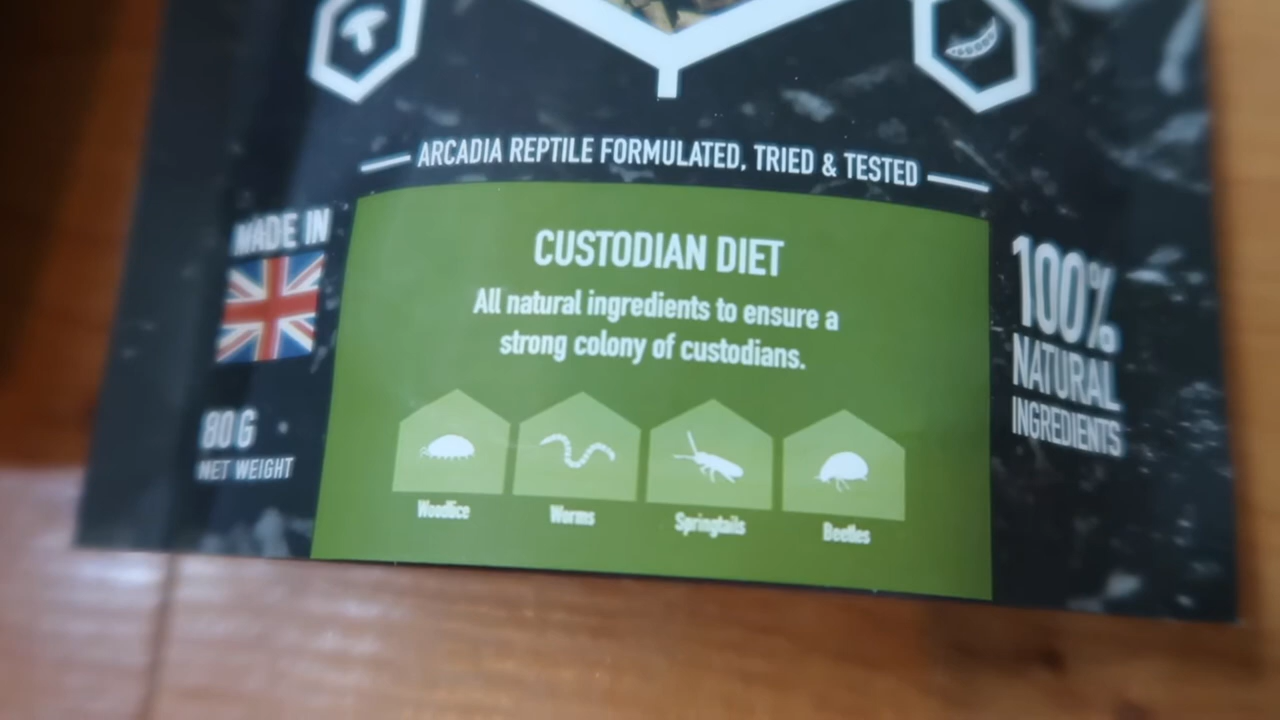 ARCADIA REPTILE FORMULATED, TRIED & TESTED
MADE IN
CUSTODIAN DIET
All natural ingredients to ensure a
strong colony of custodians.
100%
NATURAL
INGREDIENTS
80 G
NET WEIGHT
Woodlice
Worms
Springtails
Beetles